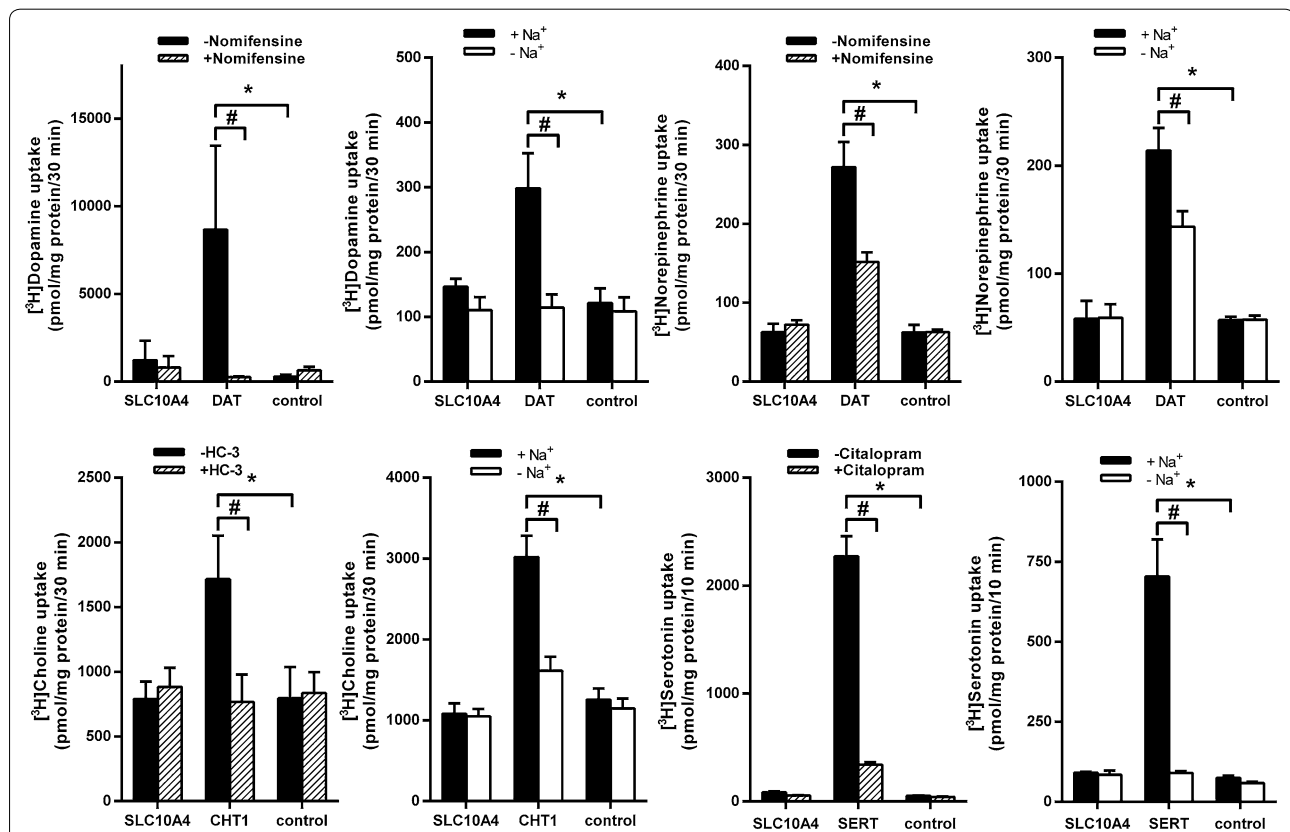 -Nomifensine
+Nomifensine
[³H]Dopamine uptake
(pmol/mg protein/30 min)
15000
10000
5000
0
*
#
SLC10A4 DAT control
+ Na⁺
- Na⁺
[³H]Dopamine uptake
(pmol/mg protein/30 min)
500
400
300
200
100
0
*
#
SLC10A4 DAT control
-Nomifensine
+Nomifensine
[³H]Norepinephrine uptake
(pmol/mg protein/30 min)
400
300
200
100
0
*
#
SLC10A4 DAT control
+ Na⁺
- Na⁺
[³H]Norepinephrine uptake
(pmol/mg protein/30 min)
300
200
100
0
*
#
SLC10A4 DAT control
-HC-3
+HC-3
[³H]Choline uptake
(pmol/mg protein/30 min)
2500
2000
1500
1000
500
0
*
#
SLC10A4 CHT1 control
+ Na⁺
- Na⁺
[³H]Choline uptake
(pmol/mg protein/30 min)
4000
3000
2000
1000
0
*
#
SLC10A4 CHT1 control
-Citalopram
+Citalopram
[³H]Serotonin uptake
(pmol/mg protein/10 min)
3000
2000
1000
0
*
#
SLC10A4 SERT control
+ Na⁺
- Na⁺
[³H]Serotonin uptake
(pmol/mg protein/10 min)
1000
750
500
250
0
*
#
SLC10A4 SERT control